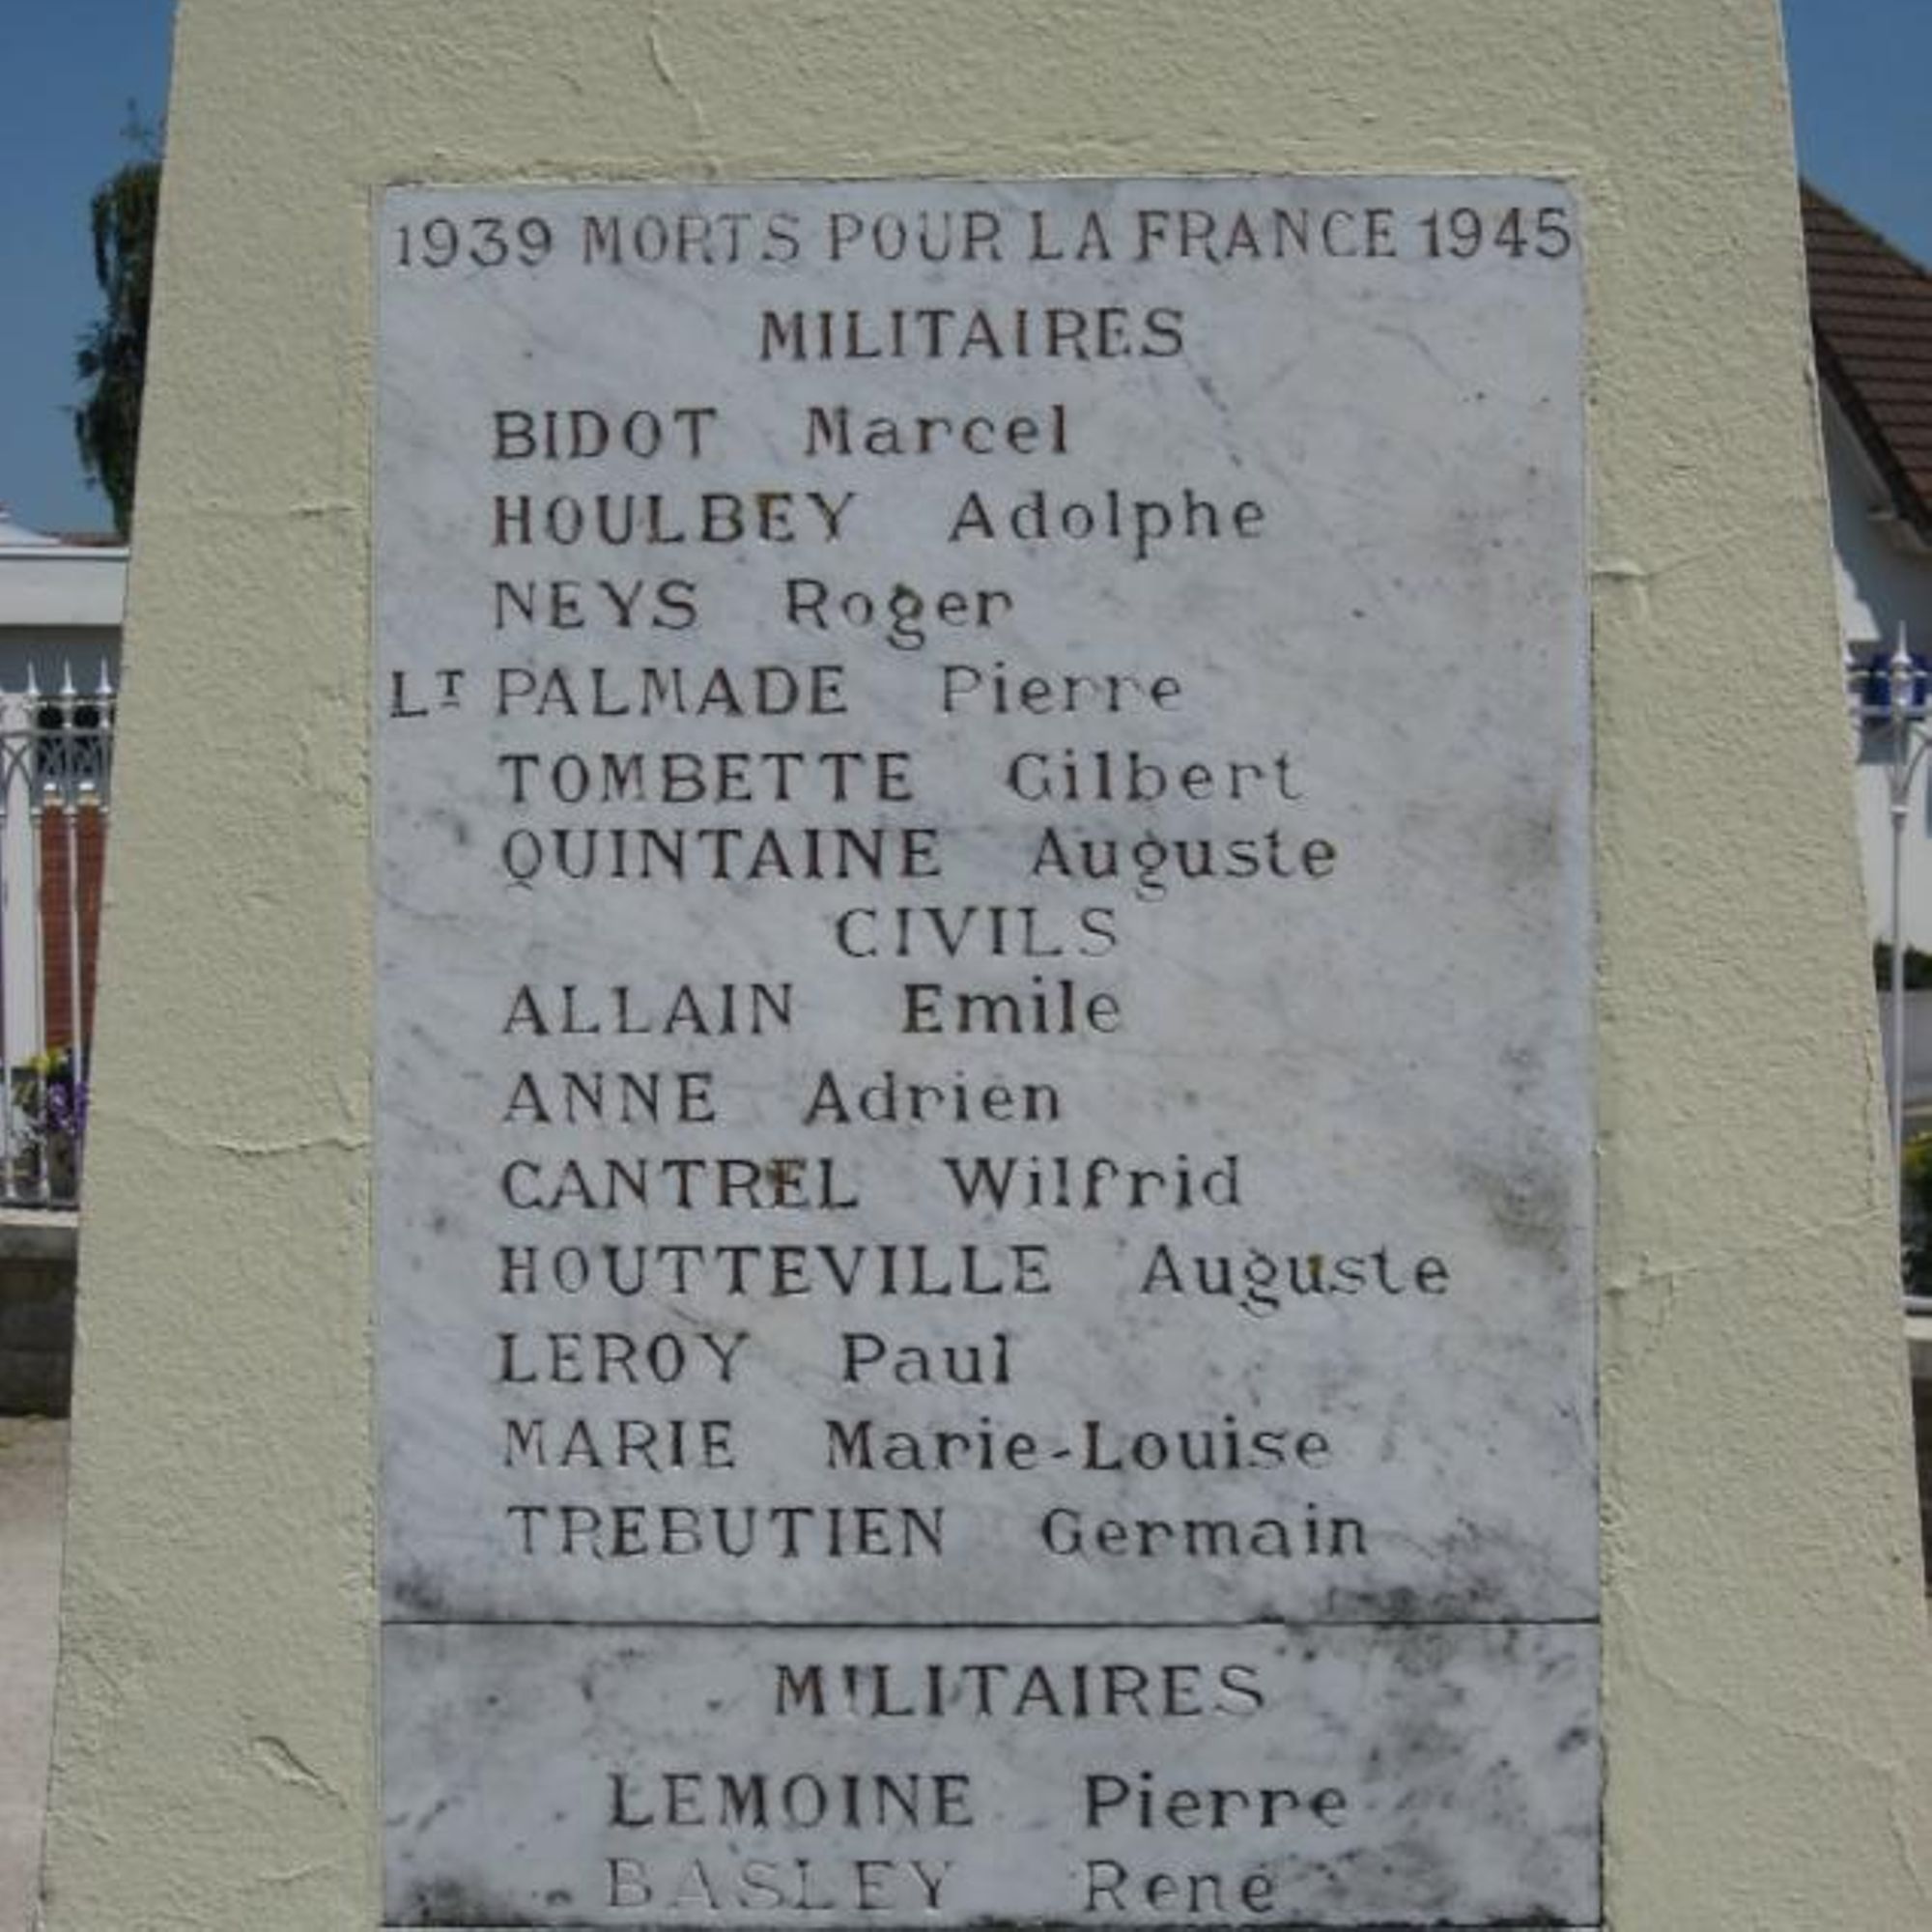 1939 MORTS POUR LA FRANCE 1945
MILITAIRES
BIDOT Marcel
HOULBEY Adolphe
NEYS Roger
LT PALMADE Pierre
TOMBETTE Gilbert
QUINTAINE Auguste
CIVILS
ALLAIN Emile
ANNE Adrien
CANTREL Wilfrid
HOUTTEVILLE Auguste
LEROY Paul
MARIE Marie-Louise
TREBUTIEN Germain
MILITAIRES
LEMOINE Pierre
BASLEY René